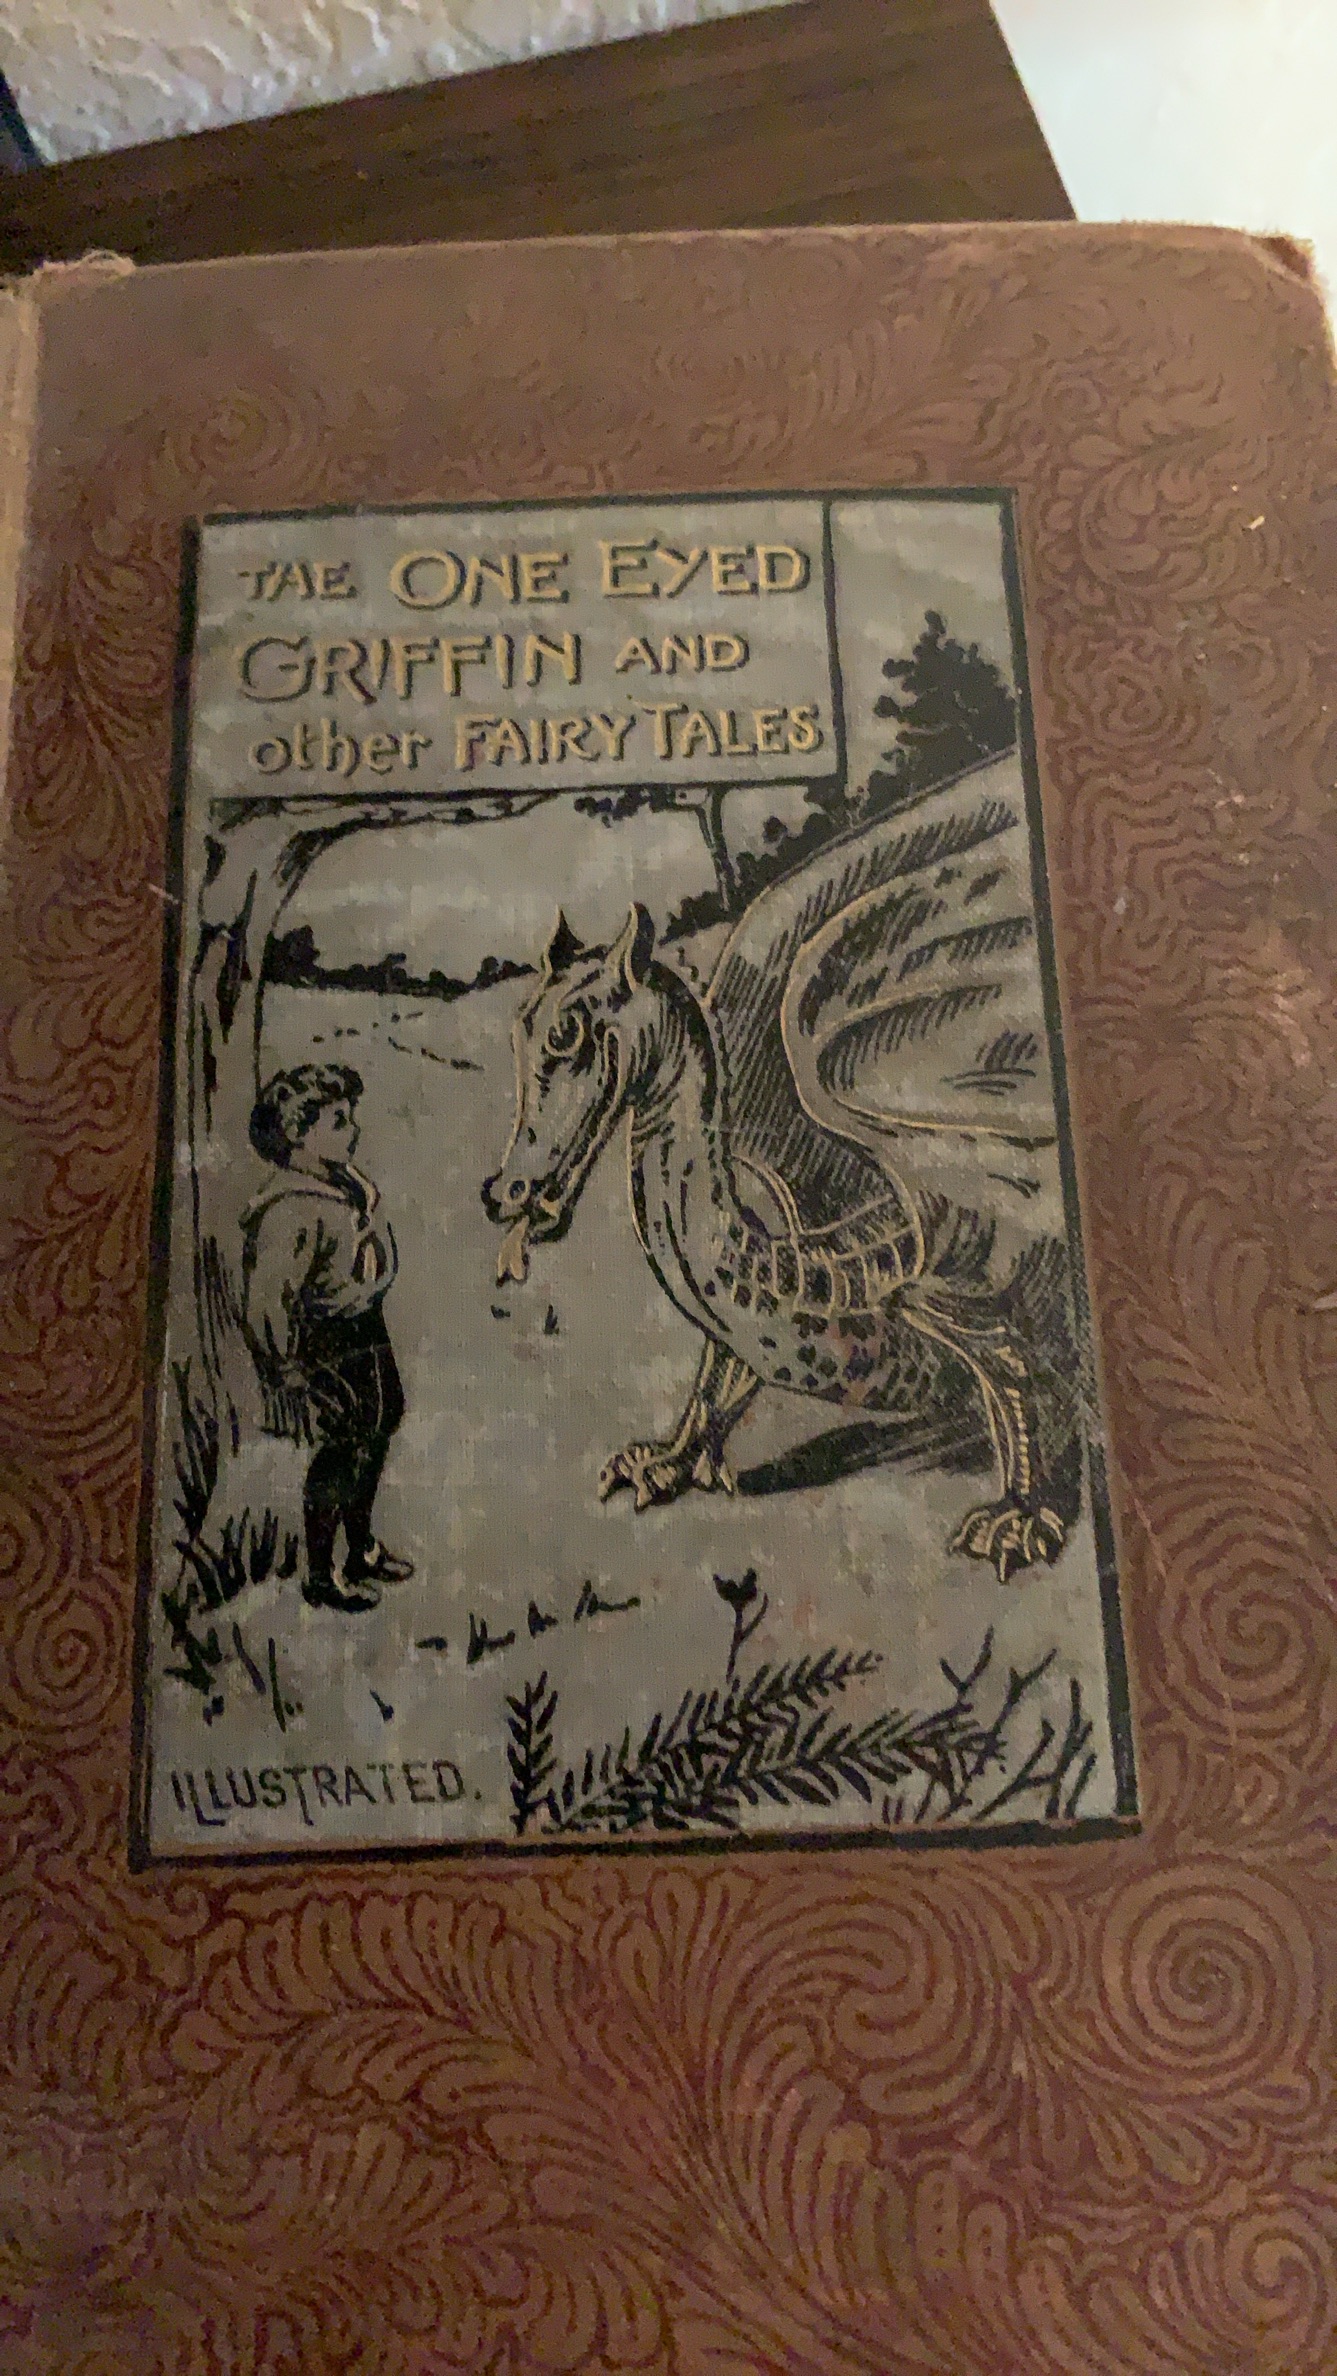 THE ONE EYED
GRIFFIN AND
other FAIRY TALES
ILLUSTRATED.